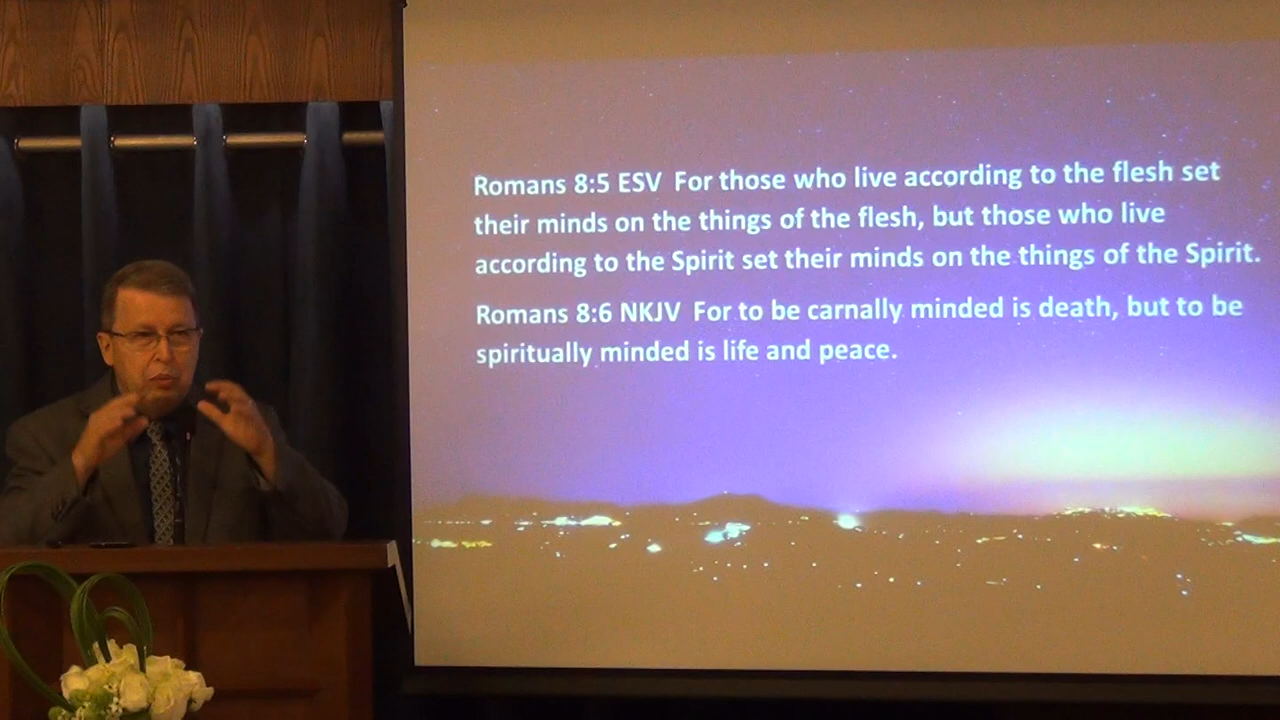 Romans 8:5 ESV  For those who live according to the flesh set
their minds on the things of the flesh, but those who live
according to the Spirit set their minds on the things of the Spirit.
Romans 8:6 NKJV  For to be carnally minded is death, but to be
spiritually minded is life and peace.